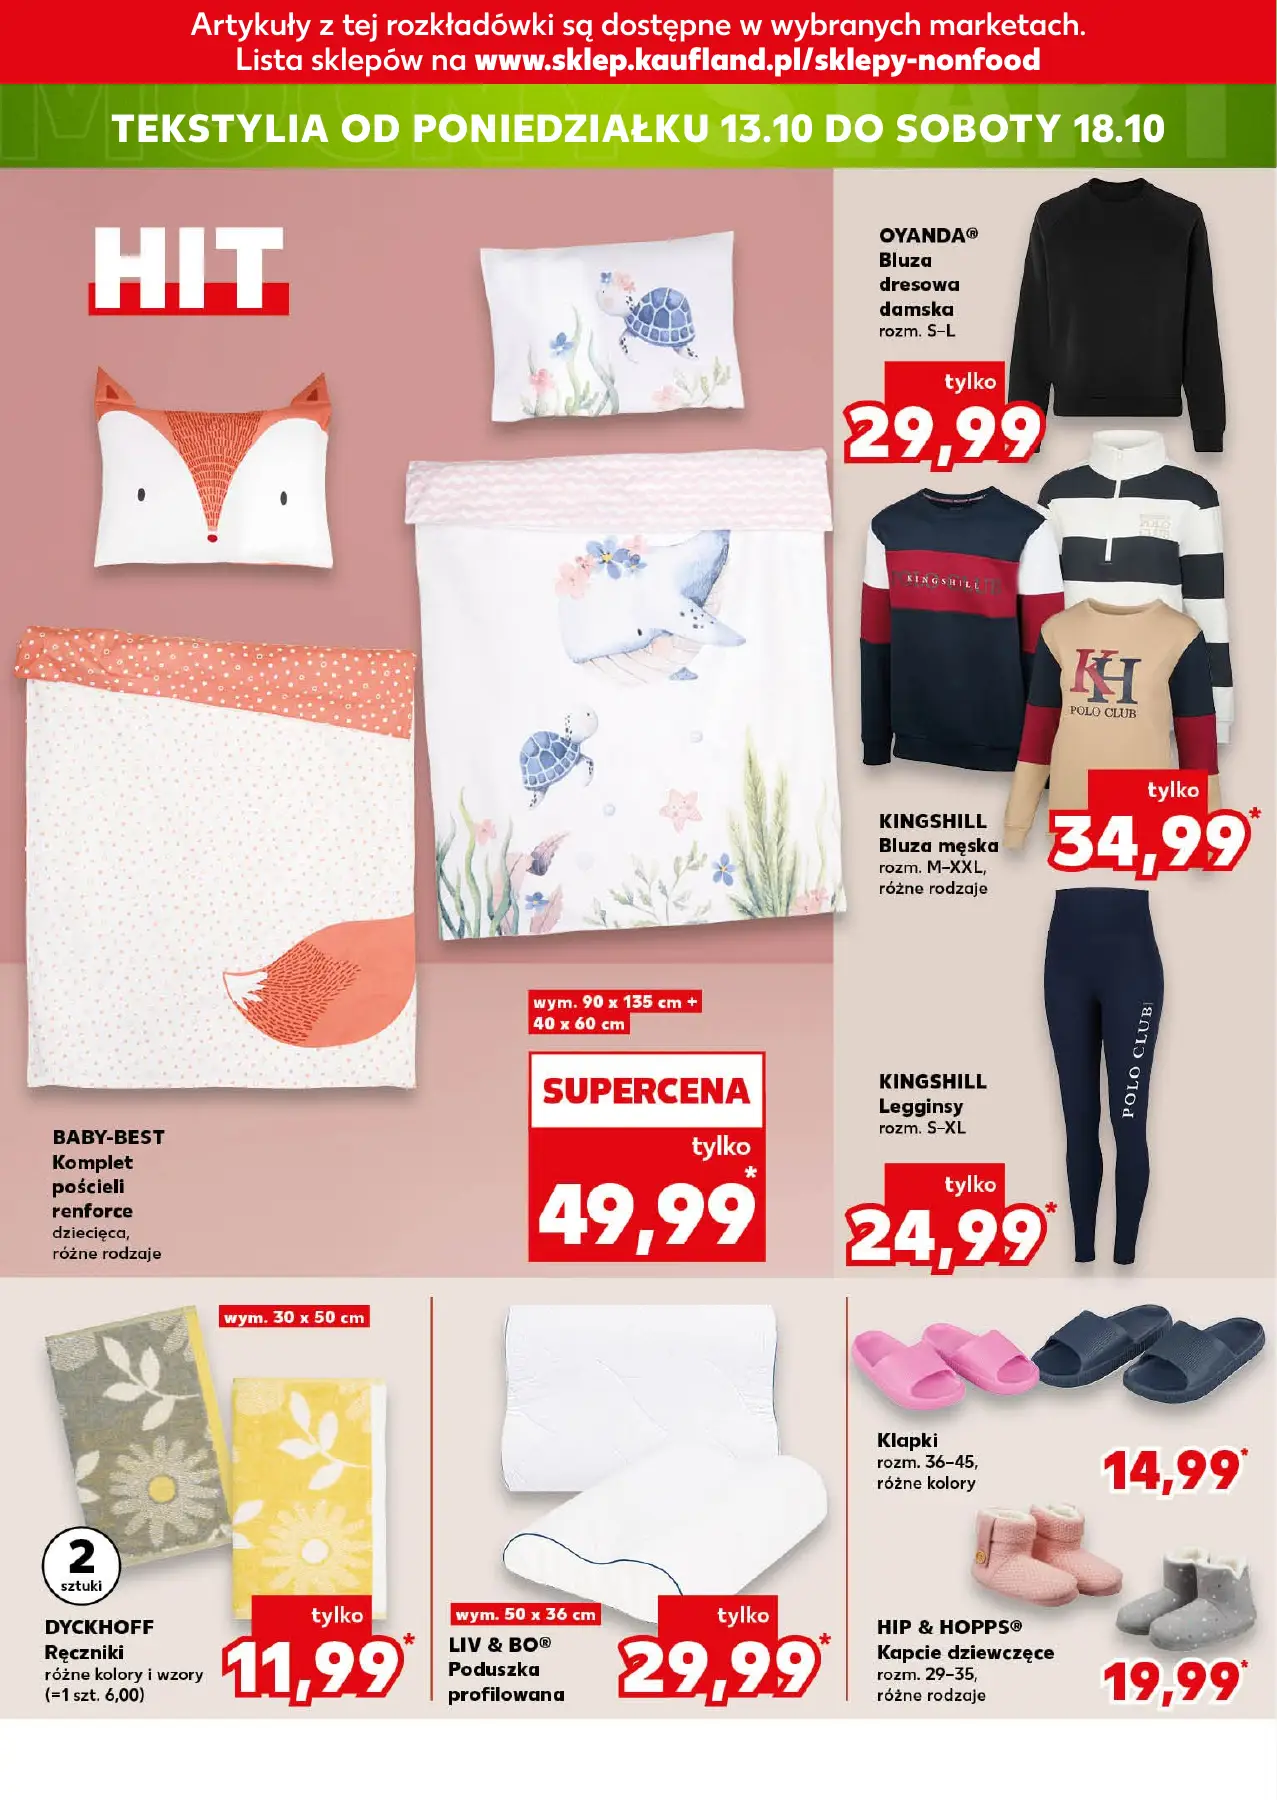 Artykuły z tej rozkładówki są dostępne w wybranych marketach.
Lista sklepów na www.sklep.kaufland.pl/sklepy-nonfood
MOCNY START
TEKSTYLIA OD PONIEDZIAŁKU 13.10 DO SOBOTY 18.10
HIT
OYANDA®
Bluza
dresowa
damska
rozm. S–L
tylko
29,99
KINGSHILL
POLO CLUB
KH
POLO CLUB
KINGSHILL
Bluza męska
rozm. M–XXL,
różne rodzaje
tylko
34,99*
POLO CLUB
KINGSHILL
Legginsy
rozm. S–XL
tylko
24,99*
wym. 90 x 135 cm +
40 x 60 cm
SUPERCENA
tylko
49,99*
BABY-BEST
Komplet
pościeli
renforce
dziecięca,
różne rodzaje
wym. 30 x 50 cm
2
sztuki
DYCKHOFF
Ręczniki
różne kolory i wzory
(=1 szt. 6,00)
tylko
11,99*
wym. 50 x 36 cm
LIV & BO®
Poduszka
profilowana
tylko
29,99*
Klapki
rozm. 36–45,
różne kolory
14,99*
HIP & HOPPS®
Kapcie dziewczęce
rozm. 29–35,
różne rodzaje
19,99*